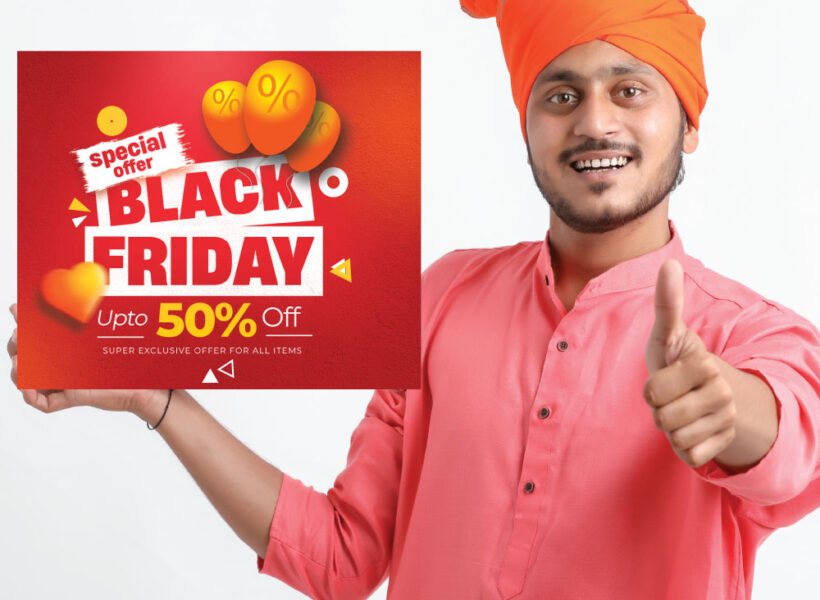 %
%
%
special
offer
BLACK
FRIDAY
Upto 50% Off
SUPER EXCLUSIVE OFFER FOR ALL ITEMS